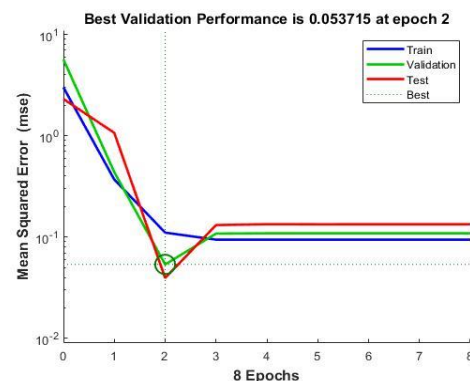 Best Validation Performance is 0.053715 at epoch 2
Mean Squared Error (mse)
10^1
10^0
10^-1
10^-2
Train
Validation
Test
Best
0 1 2 3 4 5 6 7 8
8 Epochs